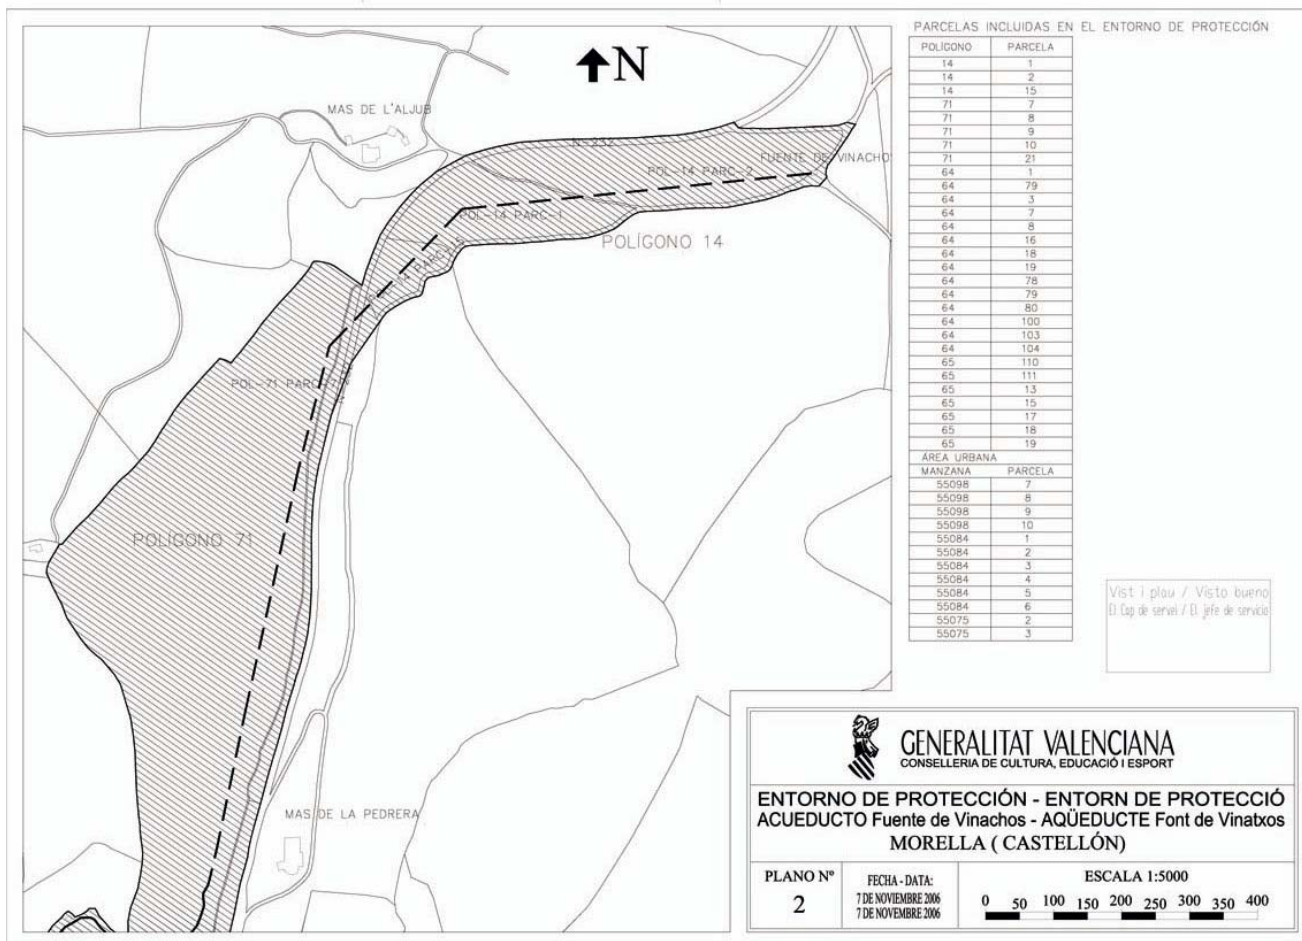 N
MAS DE L'ALJUB
N-232
FUENTE DE VINACHO
POL-14 PARC-2
POL-14 PARC-1
POLÍGONO 14
POL-71 PARC-7
POLÍGONO 71
MAS DE LA PEDRERA
PARCELAS INCLUIDAS EN EL ENTORNO DE PROTECCIÓN
POLÍGONO PARCELA
14 1
14 2
14 15
71 7
71 8
71 9
71 10
71 21
64 1
64 79
64 3
64 7
64 8
64 16
64 18
64 19
64 78
64 79
64 80
64 100
64 103
64 104
65 110
65 111
65 13
65 15
65 17
65 18
65 19
ÁREA URBANA
MANZANA PARCELA
55098 7
55098 8
55098 9
55098 10
55084 1
55084 2
55084 3
55084 4
55084 5
55084 6
55075 2
55075 3
Vist i plau / Visto bueno
El Cap de servei / El jefe de servicio
GENERALITAT VALENCIANA
CONSELLERIA DE CULTURA, EDUCACIÓ I ESPORT
ENTORNO DE PROTECCIÓN - ENTORN DE PROTECCIÓ
ACUEDUCTO Fuente de Vinachos - AQÜEDUCTE Font de Vinatxos
MORELLA ( CASTELLÓN)
PLANO Nº
2
FECHA - DATA:
7 DE NOVIEMBRE 2006
7 DE NOVEMBRE 2006
ESCALA 1:5000
0 50 100 150 200 250 300 350 400